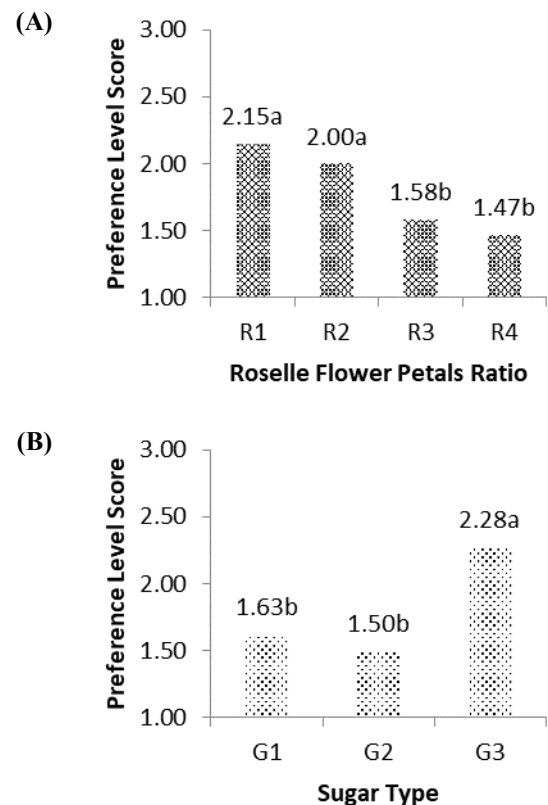 (A)
Preference Level Score
3.00
2.50
2.00
1.50
1.00
2.15a
2.00a
1.58b
1.47b
R1 R2 R3 R4
Roselle Flower Petals Ratio
(B)
Preference Level Score
3.00
2.50
2.00
1.50
1.00
1.63b
1.50b
2.28a
G1 G2 G3
Sugar Type